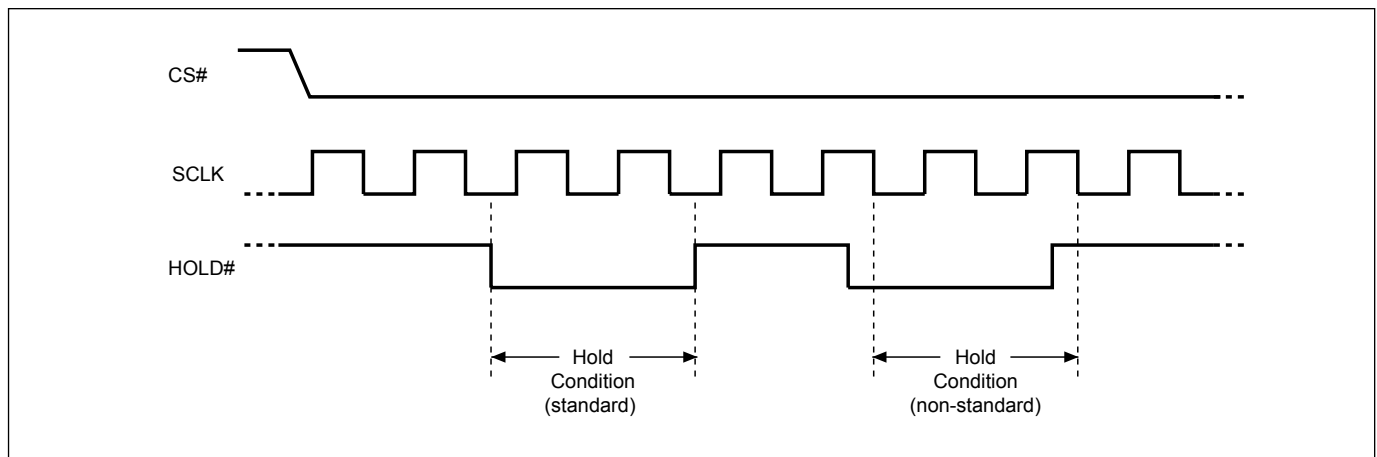 CS#
SCLK
HOLD#
Hold
Condition
(standard)
Hold
Condition
(non-standard)